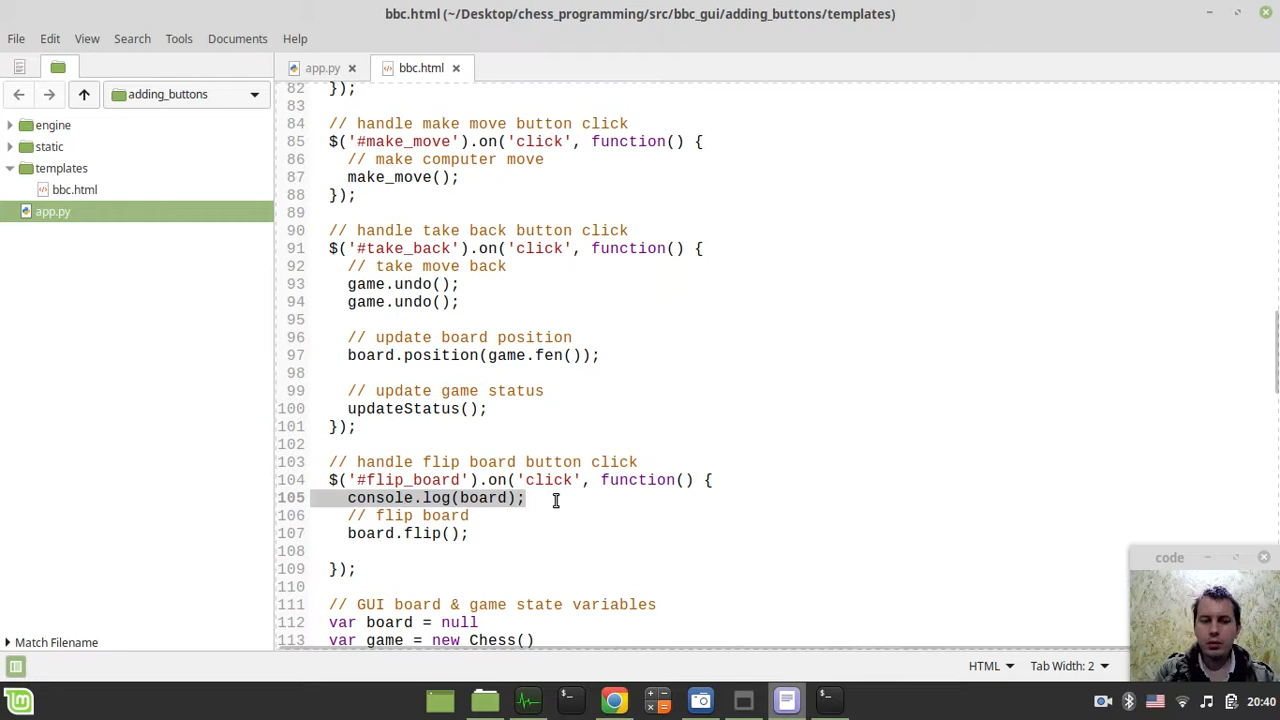 bbc.html (~/Desktop/chess_programming/src/bbc_gui/adding_buttons/templates)
File Edit View Search Tools Documents Help
app.py bbc.html
adding_buttons
engine
static
templates
bbc.html
app.py
82 });
83
84 // handle make move button click
85 $('#make_move').on('click', function() {
86 // make computer move
87 make_move();
88 });
89
90 // handle take back button click
91 $('#take_back').on('click', function() {
92 // take move back
93 game.undo();
94 game.undo();
95
96 // update board position
97 board.position(game.fen());
98
99 // update game status
100 updateStatus();
101 });
102
103 // handle flip board button click
104 $('#flip_board').on('click', function() {
105 console.log(board);
106 // flip board
107 board.flip();
108
109 });
110
111 // GUI board & game state variables
112 var board = null
113 var game = new Chess()
code
Match Filename
HTML Tab Width: 2
20:40